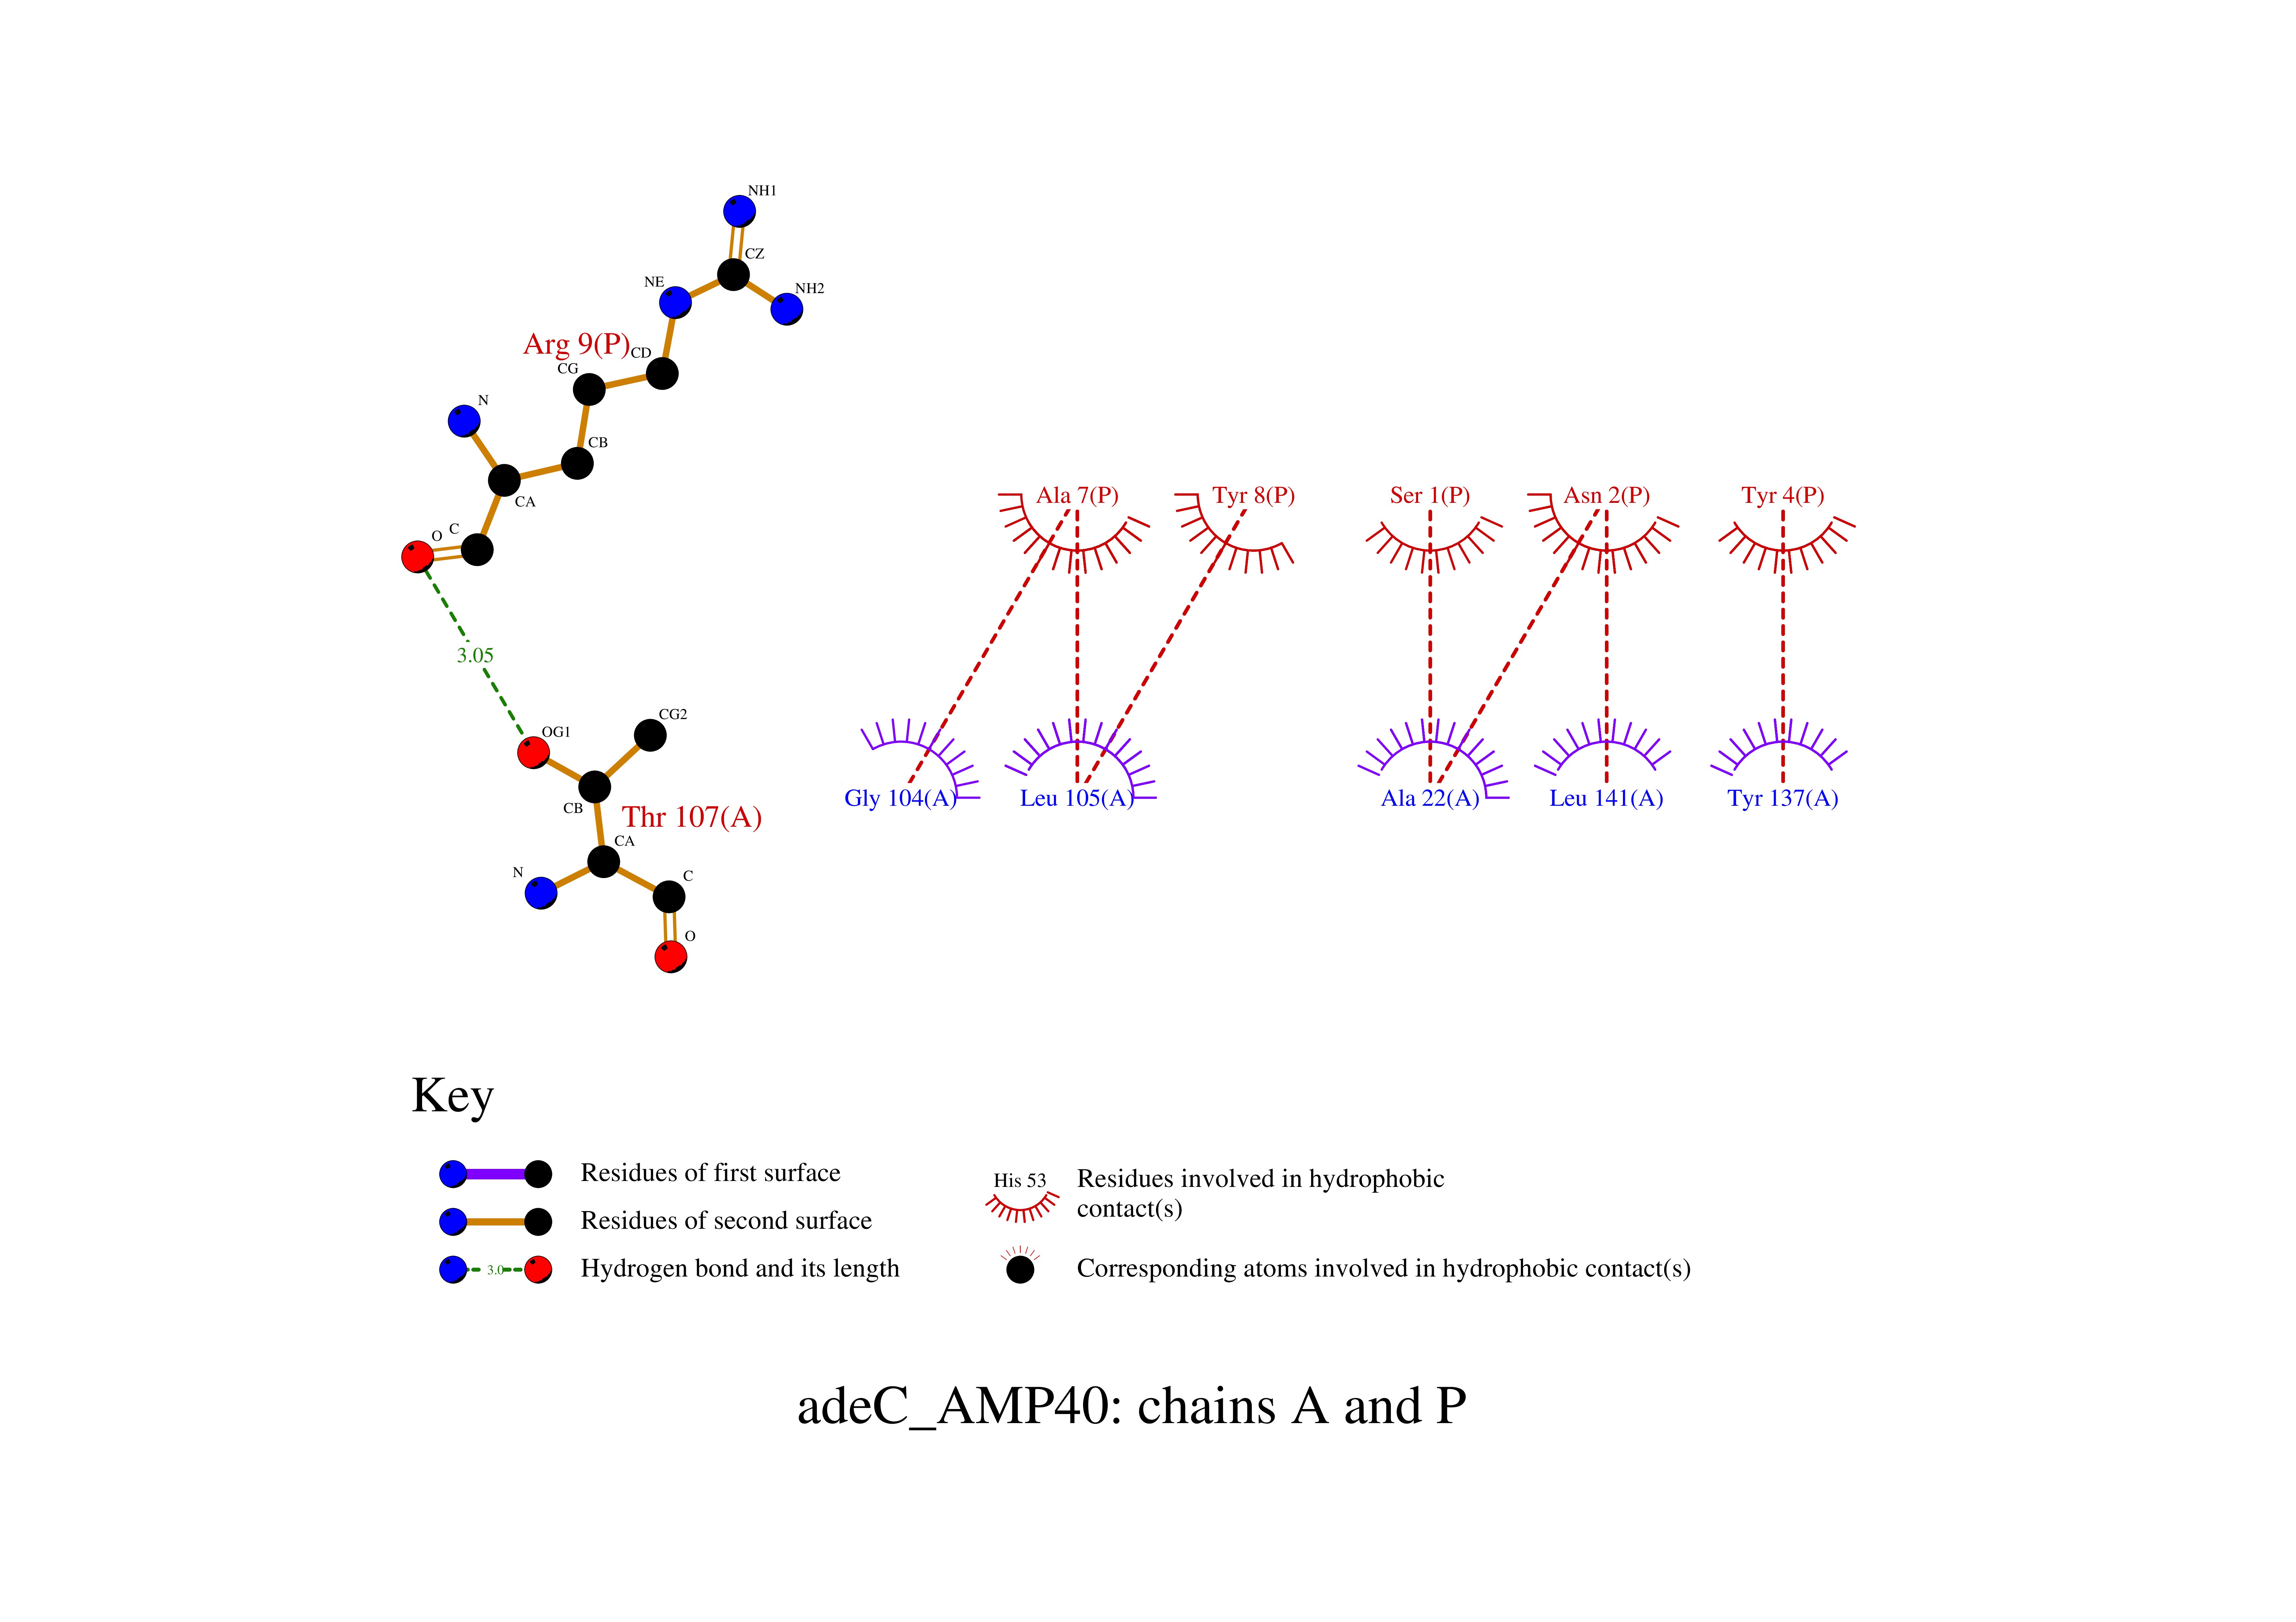 NH1
CZ
NE
NH2
Arg 9(P)
CD
CG
N
CB
CA
O
C
3.05
CG2
OG1
CB
Thr 107(A)
CA
N
C
O
Ala 7(P) Tyr 8(P) Ser 1(P) Asn 2(P) Tyr 4(P)
Gly 104(A) Leu 105(A) Ala 22(A) Leu 141(A) Tyr 137(A)
Key
Residues of first surface
Residues of second surface
3.0
Hydrogen bond and its length
His 53
Residues involved in hydrophobic
contact(s)
Corresponding atoms involved in hydrophobic contact(s)
adeC_AMP40: chains A and P